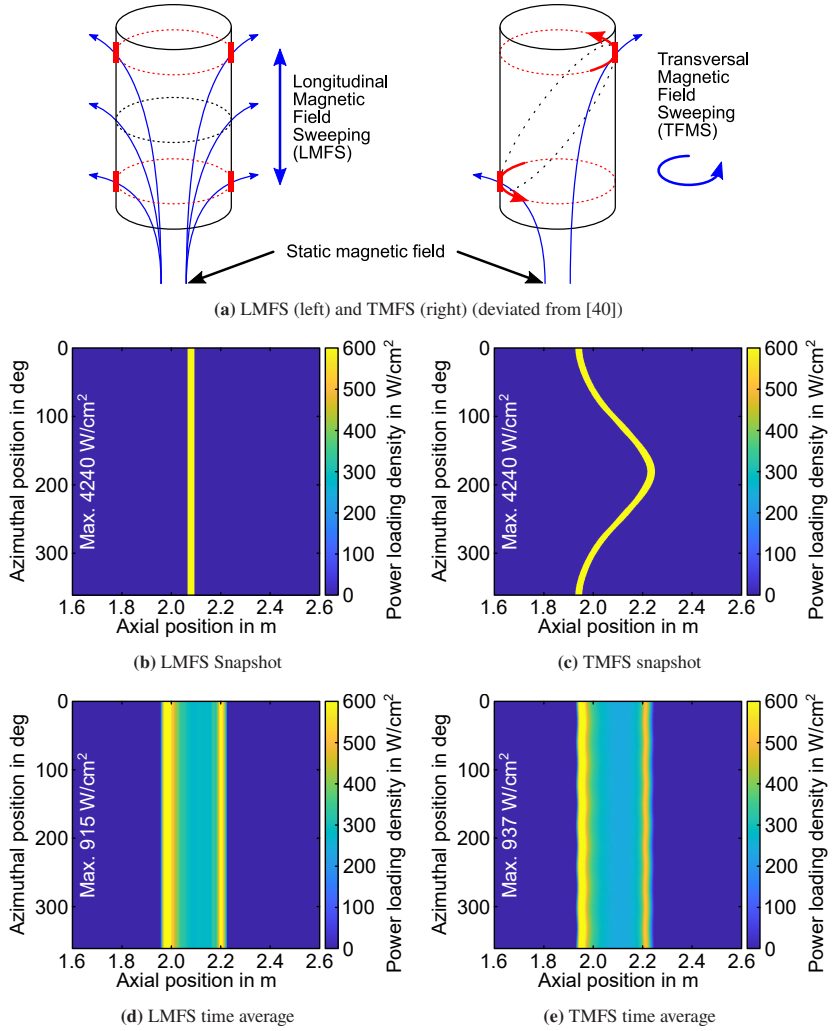 Longitudinal
Magnetic
Field
Sweeping
(LMFS)
Transversal
Magnetic
Field
Sweeping
(TFMS)
Static magnetic field
(a) LMFS (left) and TMFS (right) (deviated from [40])
Azimuthal position in deg
0
100
200
300
Max. 4240 W/cm²
1.6 1.8 2.0 2.2 2.4 2.6
Axial position in m
600
500
400
300
200
100
0
Power loading density in W/cm²
(b) LMFS Snapshot
Azimuthal position in deg
0
100
200
300
Max. 4240 W/cm²
1.6 1.8 2.0 2.2 2.4 2.6
Axial position in m
600
500
400
300
200
100
0
Power loading density in W/cm²
(c) TMFS snapshot
Azimuthal position in deg
0
100
200
300
Max. 915 W/cm²
1.6 1.8 2.0 2.2 2.4 2.6
Axial position in m
600
500
400
300
200
100
0
Power loading density in W/cm²
(d) LMFS time average
Azimuthal position in deg
0
100
200
300
Max. 937 W/cm²
1.6 1.8 2.0 2.2 2.4 2.6
Axial position in m
600
500
400
300
200
100
0
Power loading density in W/cm²
(e) TMFS time average